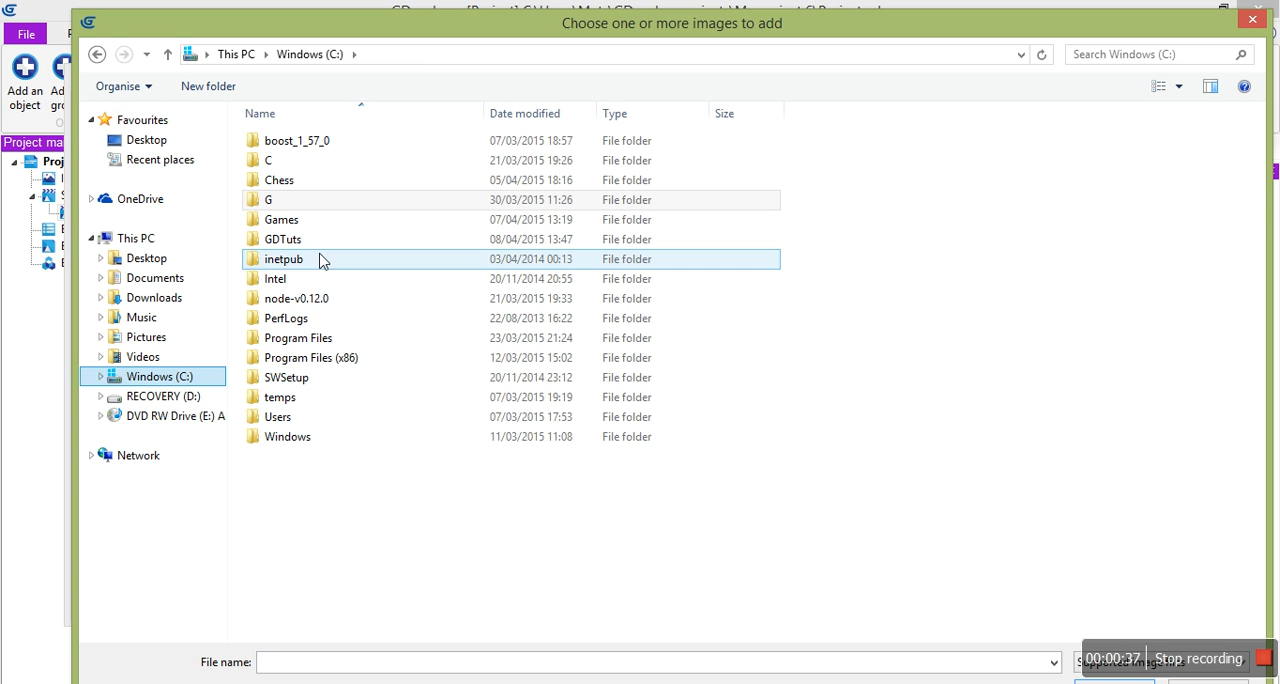 Choose one or more images to add
File
This PC Windows (C:)
Search Windows (C:)
Add an
object
Organise
New folder
Project ma
Proj
Favourites
Desktop
Recent places
OneDrive
This PC
Desktop
Documents
Downloads
Music
Pictures
Videos
Windows (C:)
RECOVERY (D:)
DVD RW Drive (E:) A
Network
Name Date modified Type Size
boost_1_57_0 07/03/2015 18:57 File folder
C 21/03/2015 19:26 File folder
Chess 05/04/2015 18:16 File folder
G 30/03/2015 11:26 File folder
Games 07/04/2015 13:19 File folder
GDTuts 08/04/2015 13:47 File folder
inetpub 03/04/2014 00:13 File folder
Intel 20/11/2014 20:55 File folder
node-v0.12.0 21/03/2015 19:33 File folder
PerfLogs 22/08/2013 16:22 File folder
Program Files 23/03/2015 21:24 File folder
Program Files (x86) 12/03/2015 15:02 File folder
SWSetup 20/11/2014 23:12 File folder
temps 07/03/2015 19:19 File folder
Users 07/03/2015 17:53 File folder
Windows 11/03/2015 11:08 File folder
File name:
00:00:37 Stop recording